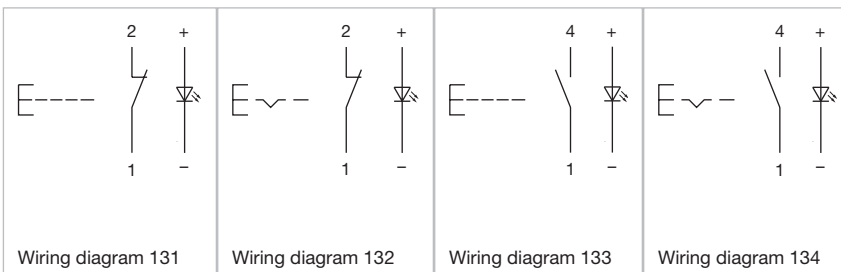 2 +
1 –
Wiring diagram 131
2 +
1 –
Wiring diagram 132
4 +
1 –
Wiring diagram 133
4 +
1 –
Wiring diagram 134